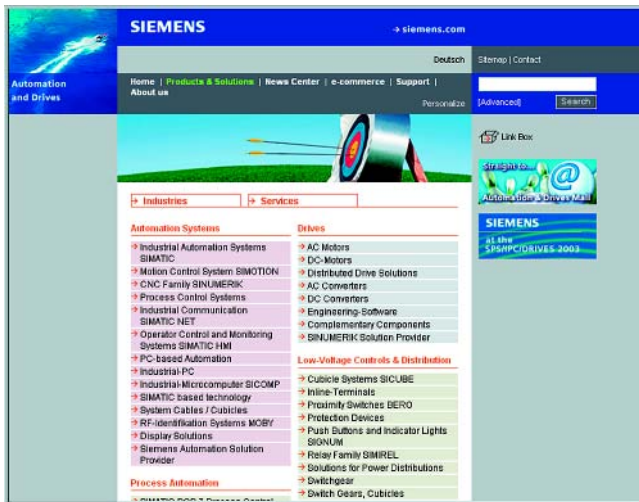 SIEMENS
→ siemens.com
Deutsch
Sitemap | Contact
Automation
and Drives
Home | Products & Solutions | News Center | e-commerce | Support |
About us
Personalize
[Advanced]
Search
Link Box
Straight to...
@
Automation & Drives Mall
SIEMENS
at the
SPS/IPC/DRIVES 2003
→ Industries
→ Services
Automation Systems
→ Industrial Automation Systems
SIMATIC
→ Motion Control System SIMOTION
→ CNC Family SINUMERIK
→ Process Control Systems
→ Industrial Communication
SIMATIC NET
→ Operator Control and Monitoring
Systems SIMATIC HMI
→ PC-based Automation
→ Industrial-PC
→ Industrial-Microcomputer SICOMP
→ SIMATIC based technology
→ System Cables / Cubicles
→ RF-Identifikation Systems MOBY
→ Display Solutions
→ Siemens Automation Solution
Provider
Process Automation
→ SIMATIC PCS 7 Process Control
Drives
→ AC Motors
→ DC-Motors
→ Distributed Drive Solutions
→ AC Converters
→ DC Converters
→ Engineering-Software
→ Complementary Components
→ SINUMERIK Solution Provider
Low-Voltage Controls & Distribution
→ Cubicle Systems SICUBE
→ Inline-Terminals
→ Proximity Switches BERO
→ Protection Devices
→ Push Buttons and Indicator Lights
SIGNUM
→ Relay Family SIMIREL
→ Solutions for Power Distributions
→ Switchgear
→ Switch Gears, Cubicles